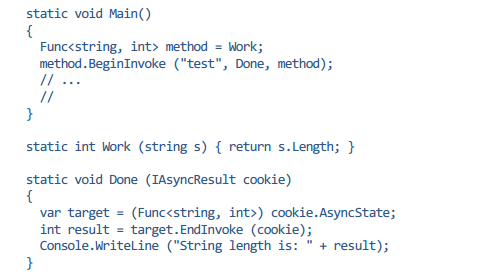 static void Main()
{
  Func<string, int> method = Work;
  method.BeginInvoke ("test", Done, method);
  // ...
  //
}

static int Work (string s) { return s.Length; }

static void Done (IAsyncResult cookie)
{
  var target = (Func<string, int>) cookie.AsyncState;
  int result = target.EndInvoke (cookie);
  Console.WriteLine ("String length is: " + result);
}